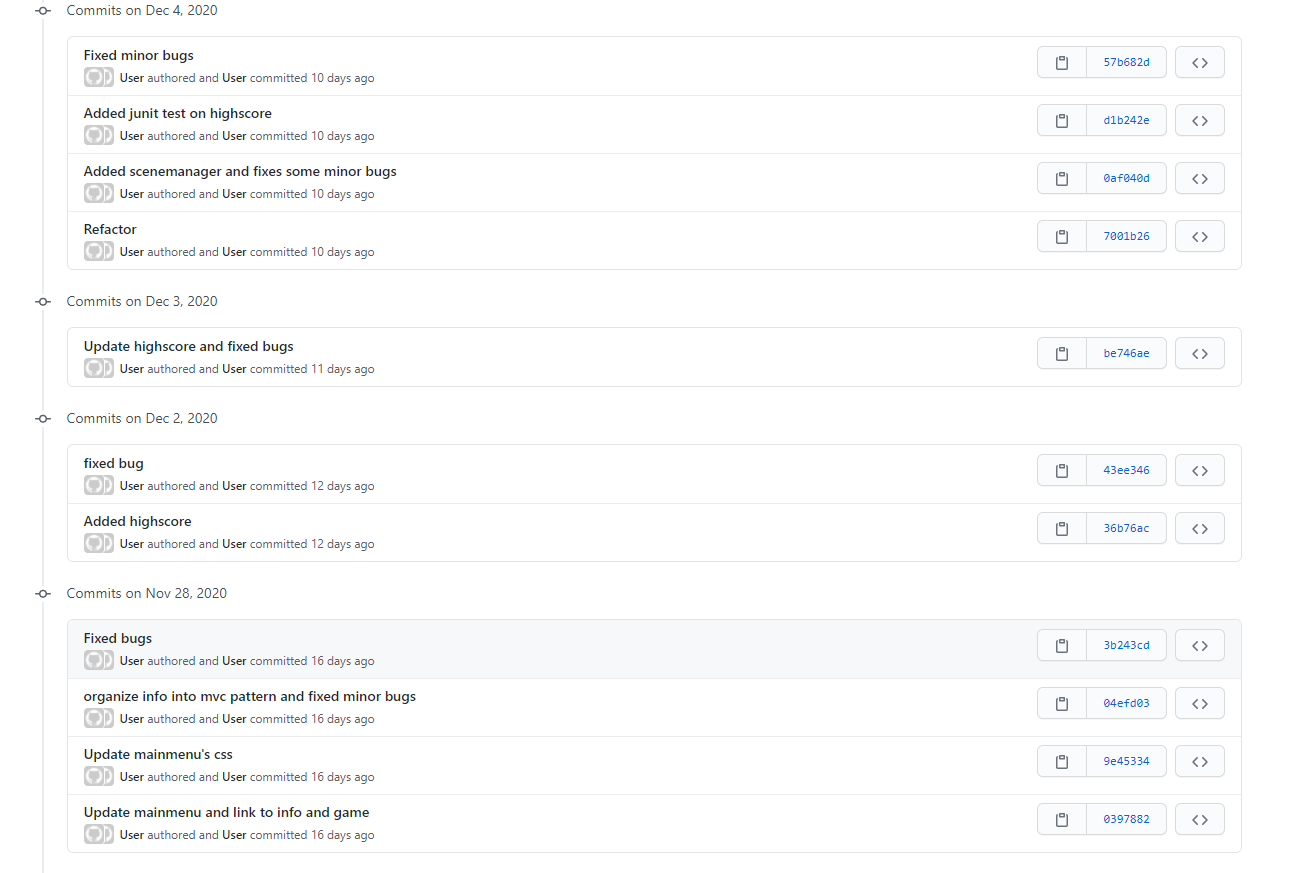 Commits on Dec 4, 2020
Fixed minor bugs
57b682d
User authored and User committed 10 days ago
Added junit test on highscore
d1b242e
User authored and User committed 10 days ago
Added scenemanager and fixes some minor bugs
0af040d
User authored and User committed 10 days ago
Refactor
7001b26
User authored and User committed 10 days ago
Commits on Dec 3, 2020
Update highscore and fixed bugs
be746ae
User authored and User committed 11 days ago
Commits on Dec 2, 2020
fixed bug
43ee346
User authored and User committed 12 days ago
Added highscore
36b76ac
User authored and User committed 12 days ago
Commits on Nov 28, 2020
Fixed bugs
3b243cd
User authored and User committed 16 days ago
organize info into mvc pattern and fixed minor bugs
04efd03
User authored and User committed 16 days ago
Update mainmenu's css
9e45334
User authored and User committed 16 days ago
Update mainmenu and link to info and game
0397882
User authored and User committed 16 days ago